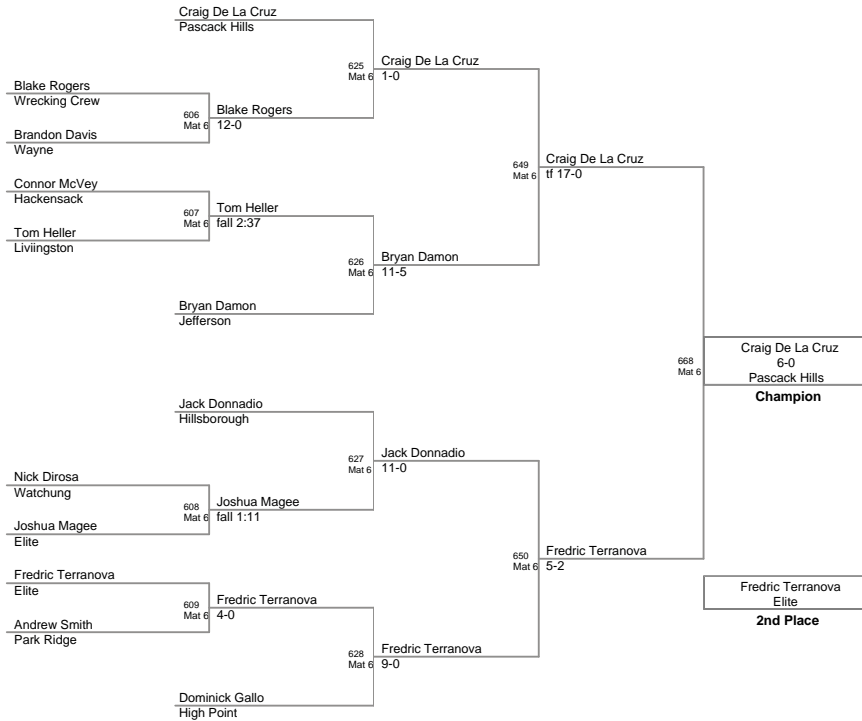 Craig De La Cruz
Pascack Hills
625
Mat 6
Craig De La Cruz
1-0
Blake Rogers
Wrecking Crew
606
Mat 6
Blake Rogers
12-0
Brandon Davis
Wayne
649
Mat 6
Craig De La Cruz
tf 17-0
Connor McVey
Hackensack
607
Mat 6
Tom Heller
fall 2:37
Tom Heller
Liviingston
626
Mat 6
Bryan Damon
11-5
Bryan Damon
Jefferson
668
Mat 6
Craig De La Cruz
6-0
Pascack Hills
Champion
Jack Donnadio
Hillsborough
627
Mat 6
Jack Donnadio
11-0
Nick Dirosa
Watchung
608
Mat 6
Joshua Magee
fall 1:11
Joshua Magee
Elite
650
Mat 6
Fredric Terranova
5-2
Fredric Terranova
Elite
609
Mat 6
Fredric Terranova
4-0
Andrew Smith
Park Ridge
Fredric Terranova
Elite
2nd Place
628
Mat 6
Fredric Terranova
9-0
Dominick Gallo
High Point